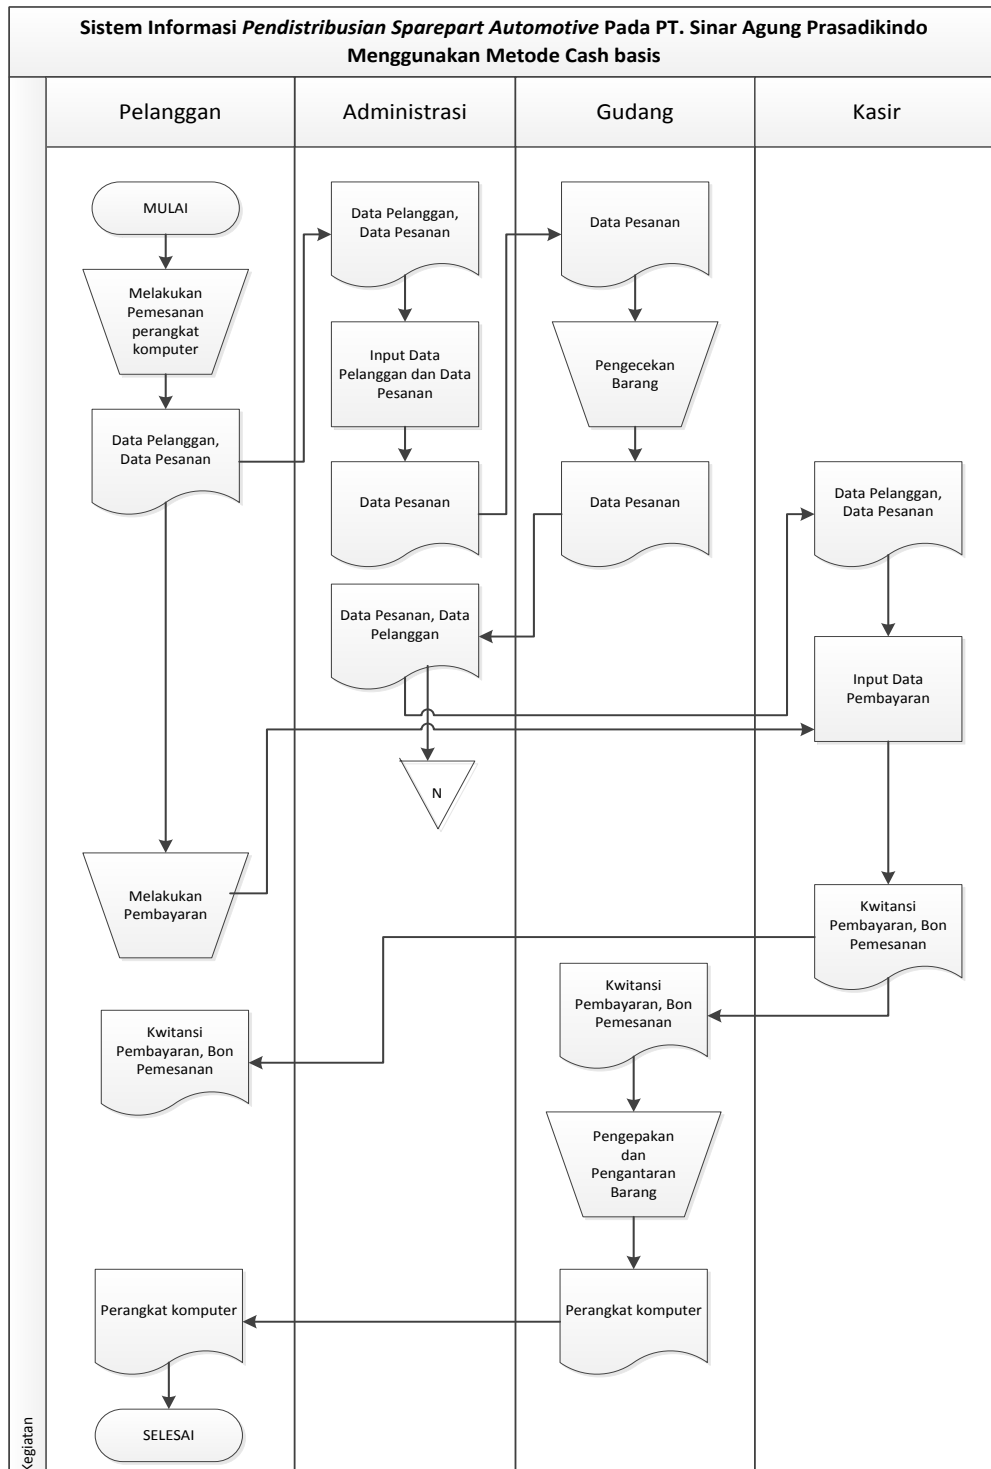 Sistem Informasi Pendistribusian Sparepart Automotive Pada PT. Sinar Agung Prasadikindo
Menggunakan Metode Cash basis
Pelanggan
Administrasi
Gudang
Kasir
MULAI
Melakukan
Pemesanan
perangkat
komputer
Data Pelanggan,
Data Pesanan
Melakukan
Pembayaran
Kwitansi
Pembayaran, Bon
Pemesanan
Perangkat komputer
SELESAI
Data Pelanggan,
Data Pesanan
Input Data
Pelanggan dan Data
Pesanan
Data Pesanan
Data Pesanan, Data
Pelanggan
N
Data Pesanan
Pengecekan
Barang
Data Pesanan
Kwitansi
Pembayaran, Bon
Pemesanan
Pengepakan
dan
Pengantaran
Barang
Perangkat komputer
Data Pelanggan,
Data Pesanan
Input Data
Pembayaran
Kwitansi
Pembayaran, Bon
Pemesanan
Kegiatan